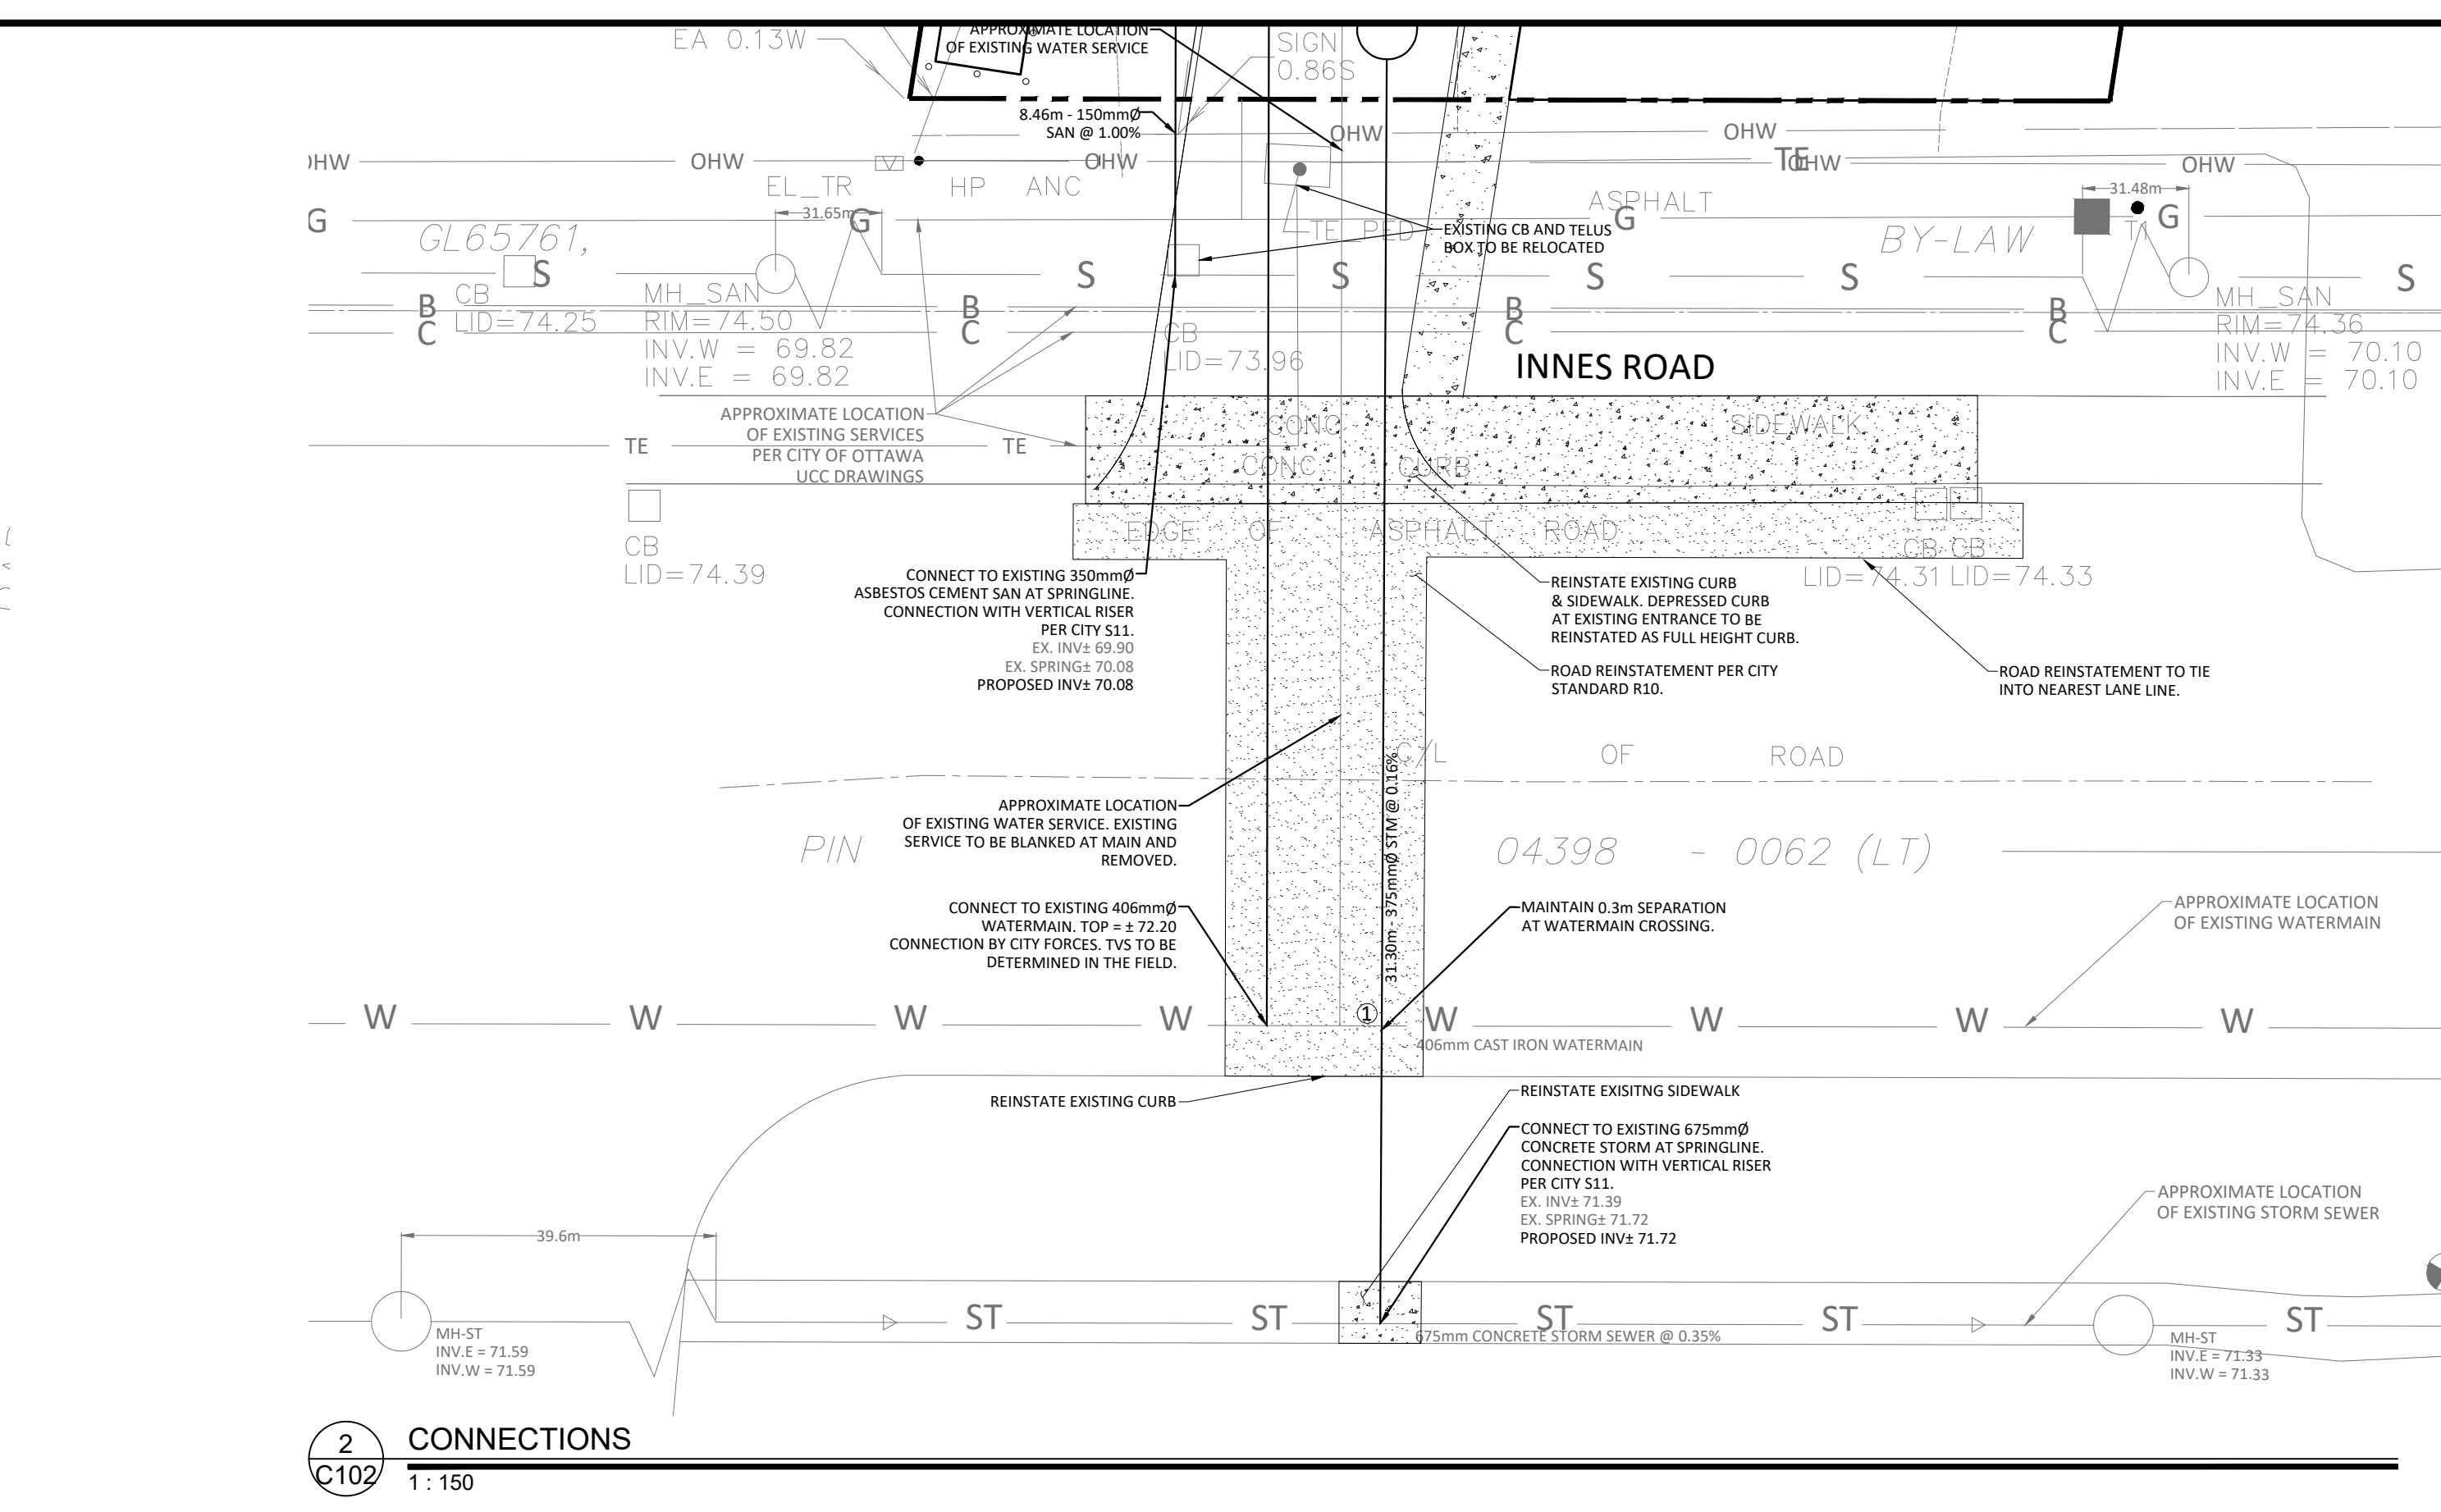 EA 0.13W
APPROXIMATE LOCATION
OF EXISTING WATER SERVICE
SIGN
0.86S
8.46m - 150mmØ
SAN @ 1.00%
OHW
OHW
TE
OHW
OHW
OHW
OHW
EL_TR
HP ANC
31.65m
31.48m
G
G
G
G
ASPHALT
TE_PED
T1
GL65761,
BY-LAW
EXISTING CB AND TELUS
BOX TO BE RELOCATED
S
S
S
S
S
S
CB
LID=74.25
MH_SAN
RIM=74.50
INV.W = 69.82
INV.E = 69.82
B
B
B
B
C
C
C
C
CB
LID=73.96
INNES ROAD
MH_SAN
RIM=74.36
INV.W = 70.10
INV.E = 70.10
APPROXIMATE LOCATION
OF EXISTING SERVICES
PER CITY OF OTTAWA
UCC DRAWINGS
TE
TE
CONC SIDEWALK
CONC CURB
EDGE OF ASPHALT ROAD
CB
LID=74.39
CB CB
LID=74.31 LID=74.33
CONNECT TO EXISTING 350mmØ
ASBESTOS CEMENT SAN AT SPRINGLINE.
CONNECTION WITH VERTICAL RISER
PER CITY S11.
EX. INV± 69.90
EX. SPRING± 70.08
PROPOSED INV± 70.08
REINSTATE EXISTING CURB
& SIDEWALK. DEPRESSED CURB
AT EXISTING ENTRANCE TO BE
REINSTATED AS FULL HEIGHT CURB.
ROAD REINSTATEMENT PER CITY
STANDARD R10.
ROAD REINSTATEMENT TO TIE
INTO NEAREST LANE LINE.
C/L OF ROAD
31.30m - 375mmØ STM @ 0.16%
APPROXIMATE LOCATION
OF EXISTING WATER SERVICE. EXISTING
SERVICE TO BE BLANKED AT MAIN AND
REMOVED.
PIN 04398 - 0062 (LT)
CONNECT TO EXISTING 406mmØ
WATERMAIN. TOP = ± 72.20
CONNECTION BY CITY FORCES. TVS TO BE
DETERMINED IN THE FIELD.
MAINTAIN 0.3m SEPARATION
AT WATERMAIN CROSSING.
APPROXIMATE LOCATION
OF EXISTING WATERMAIN
W
W
W
W
1
W
W
W
W
406mm CAST IRON WATERMAIN
REINSTATE EXISTING CURB
REINSTATE EXISITNG SIDEWALK
CONNECT TO EXISTING 675mmØ
CONCRETE STORM AT SPRINGLINE.
CONNECTION WITH VERTICAL RISER
PER CITY S11.
EX. INV± 71.39
EX. SPRING± 71.72
PROPOSED INV± 71.72
APPROXIMATE LOCATION
OF EXISTING STORM SEWER
39.6m
ST
ST
ST
ST
ST
675mm CONCRETE STORM SEWER @ 0.35%
MH-ST
INV.E = 71.59
INV.W = 71.59
MH-ST
INV.E = 71.33
INV.W = 71.33
2
C102
CONNECTIONS
1 : 150